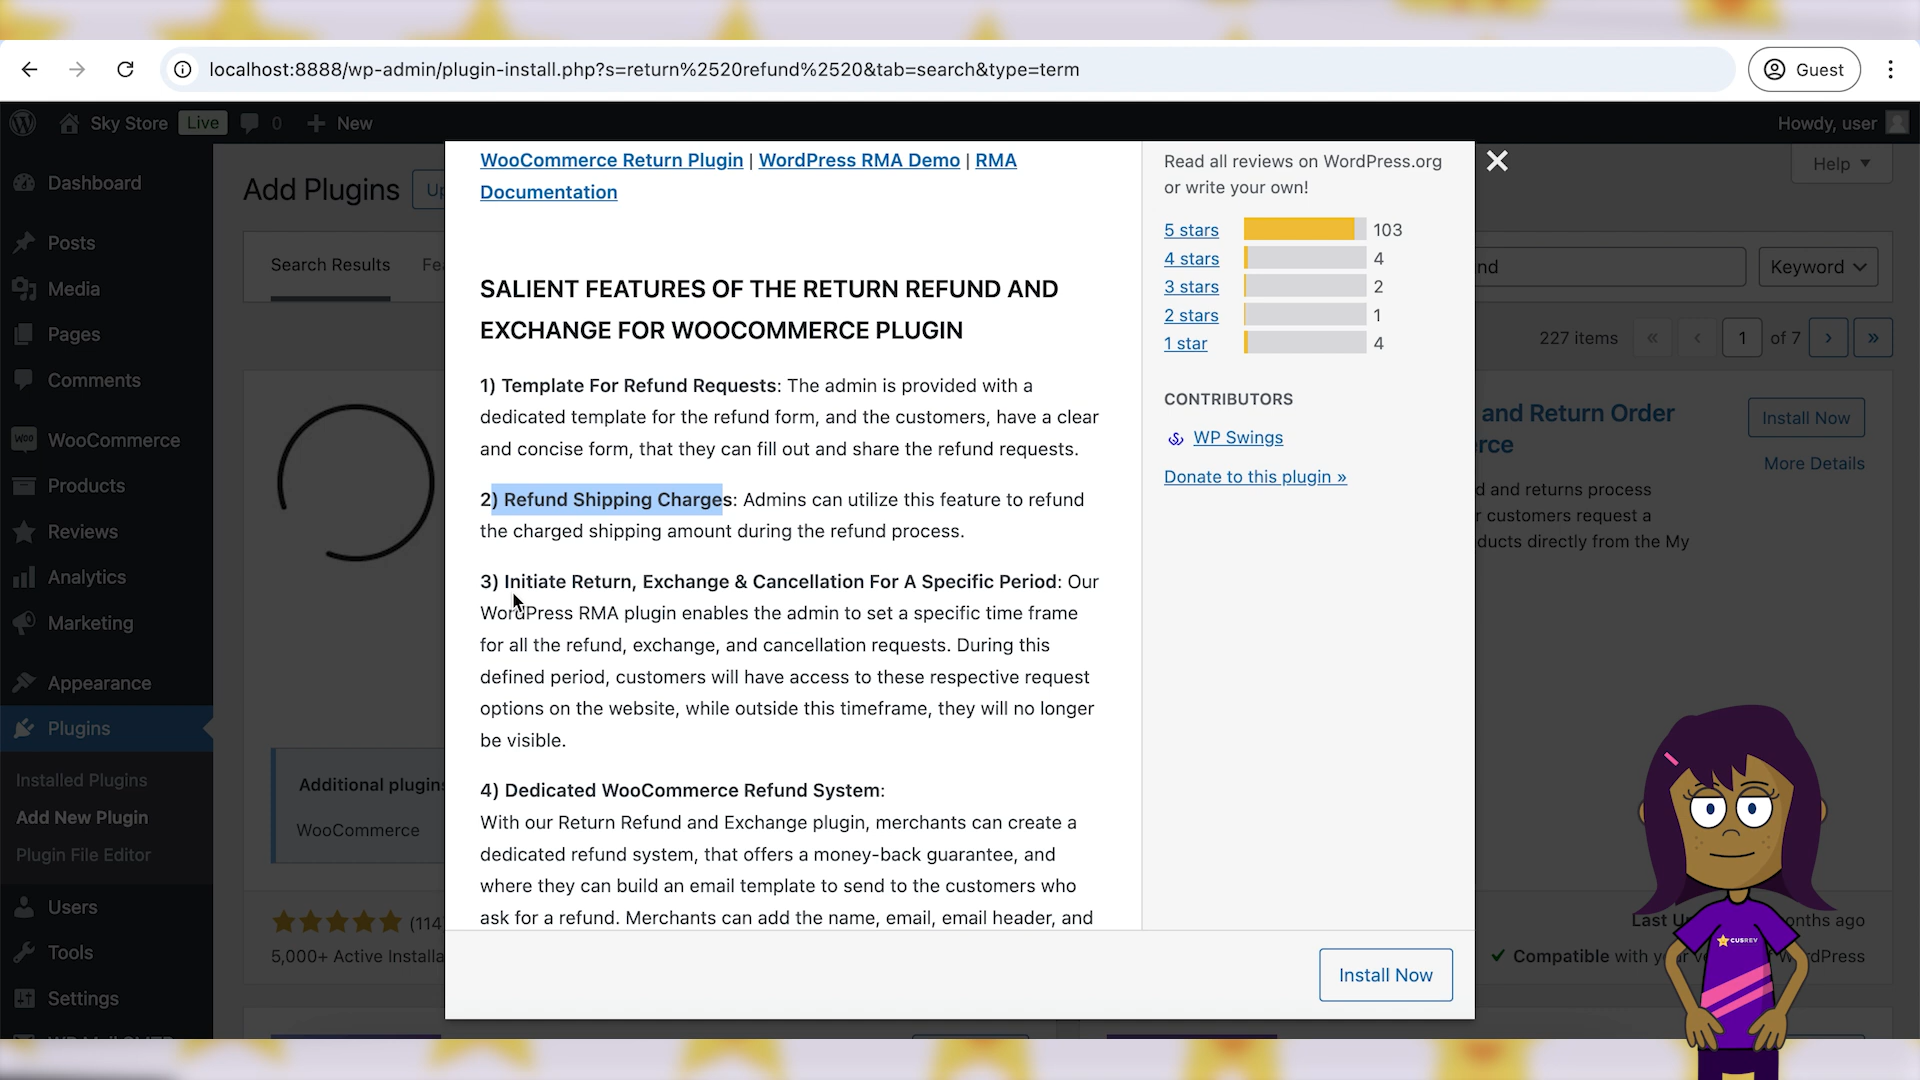 localhost:8888/wp-admin/plugin-install.php?s=return%2520refund%2520&tab=search&type=term
Guest
Sky Store
Live
0
New
Howdy, user
Dashboard
Posts
Media
Pages
Comments
WooCommerce
Products
Reviews
Analytics
Marketing
Appearance
Plugins
Installed Plugins
Add New Plugin
Plugin File Editor
Users
Tools
Settings
Add Plugins
Help
Search Results
Keyword
227 items
«
‹
1
of 7
›
»
Additional plugin
WooCommerce
(114
5,000+ Active Installa
WooCommerce Return Plugin | WordPress RMA Demo | RMA
Documentation
SALIENT FEATURES OF THE RETURN REFUND AND
EXCHANGE FOR WOOCOMMERCE PLUGIN
1) Template For Refund Requests: The admin is provided with a
dedicated template for the refund form, and the customers, have a clear
and concise form, that they can fill out and share the refund requests.
2) Refund Shipping Charges: Admins can utilize this feature to refund
the charged shipping amount during the refund process.
3) Initiate Return, Exchange & Cancellation For A Specific Period: Our
WordPress RMA plugin enables the admin to set a specific time frame
for all the refund, exchange, and cancellation requests. During this
defined period, customers will have access to these respective request
options on the website, while outside this timeframe, they will no longer
be visible.
4) Dedicated WooCommerce Refund System:
With our Return Refund and Exchange plugin, merchants can create a
dedicated refund system, that offers a money-back guarantee, and
where they can build an email template to send to the customers who
ask for a refund. Merchants can add the name, email, email header, and
Read all reviews on WordPress.org
or write your own!
5 stars 103
4 stars 4
3 stars 2
2 stars 1
1 star 4
CONTRIBUTORS
WP Swings
Donate to this plugin »
Install Now
and Return Order
rce
Install Now
More Details
d and returns process
r customers request a
ducts directly from the My
Last U
onths ago
Compatible with y
CUSREV